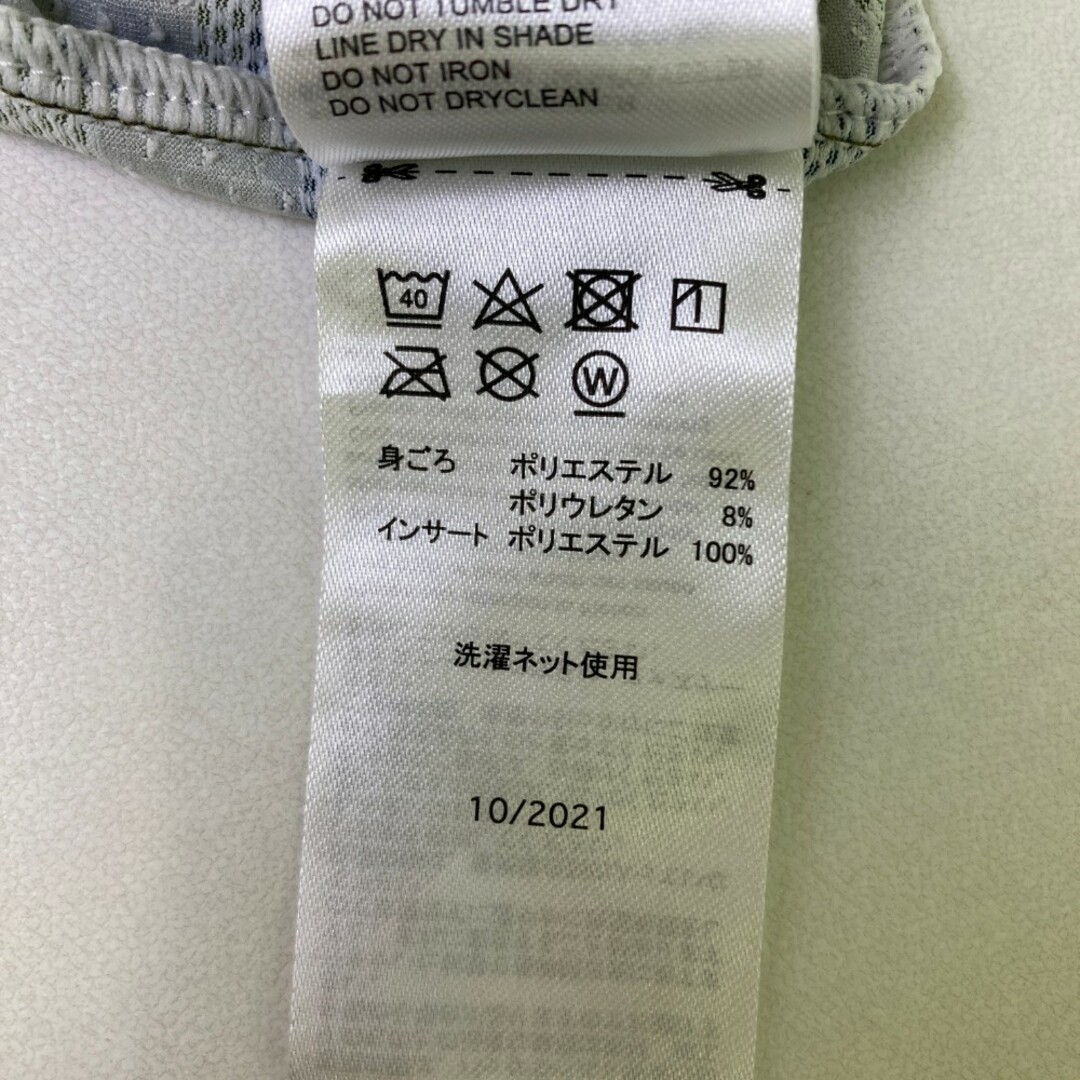 DO NOT TUMBLE DRY
LINE DRY IN SHADE
DO NOT IRON
DO NOT DRYCLEAN
40
W
身ごろ ポリエステル 92%
ポリウレタン 8%
インサート ポリエステル 100%
洗濯ネット使用
10/2021